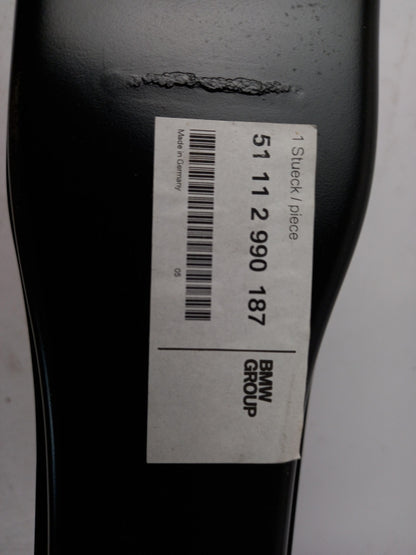 1 Stueck / piece
51 11 2 990 187
Made in Germany
05
BMW
GROUP